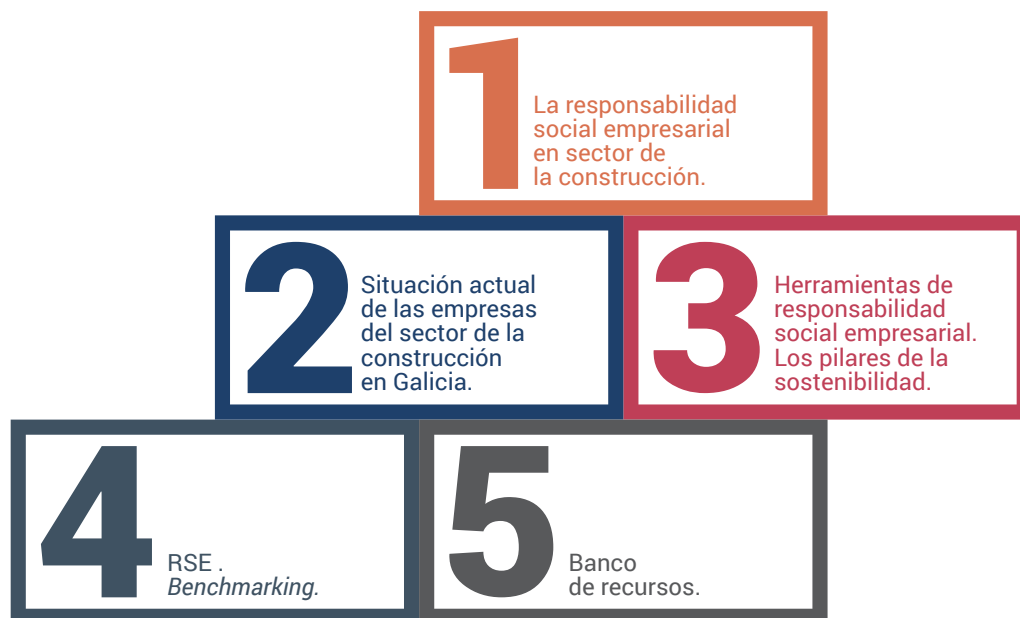 1
La responsabilidad
social empresarial
en sector de
la construcción.
2
Situación actual
de las empresas
del sector de la
construcción
en Galicia.
3
Herramientas de
responsabilidad
social empresarial.
Los pilares de la
sostenibilidad.
4
RSE .
Benchmarking.
5
Banco
de recursos.